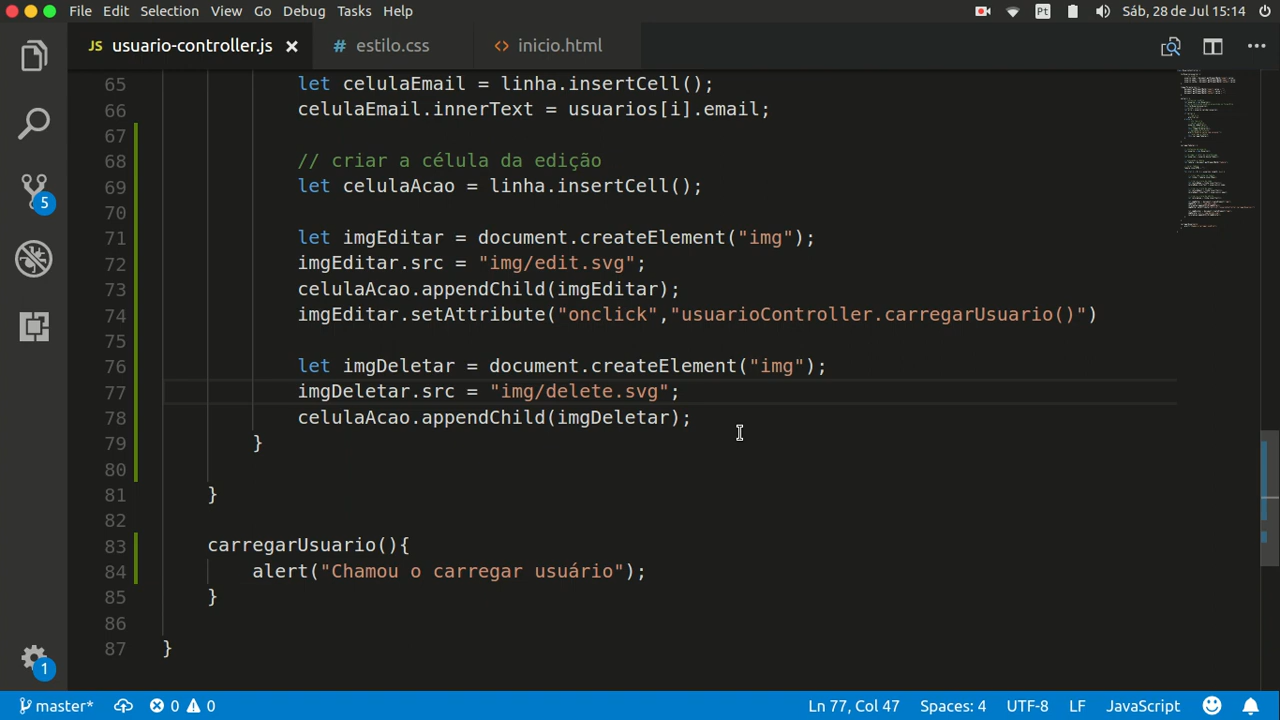 File Edit Selection View Go Debug Tasks Help
Pt Sáb, 28 de Jul 15:14
JS usuario-controller.js × # estilo.css <> inicio.html
65 let celulaEmail = linha.insertCell();
66 celulaEmail.innerText = usuarios[i].email;
67
68 // criar a célula da edição
69 let celulaAcao = linha.insertCell();
70
71 let imgEditar = document.createElement("img");
72 imgEditar.src = "img/edit.svg";
73 celulaAcao.appendChild(imgEditar);
74 imgEditar.setAttribute("onclick","usuarioController.carregarUsuario()")
75
76 let imgDeletar = document.createElement("img");
77 imgDeletar.src = "img/delete.svg";
78 celulaAcao.appendChild(imgDeletar);
79 }
80
81 }
82
83 carregarUsuario(){
84 alert("Chamou o carregar usuário");
85 }
86
87 }
5
1
master* 0 0 Ln 77, Col 47 Spaces: 4 UTF-8 LF JavaScript